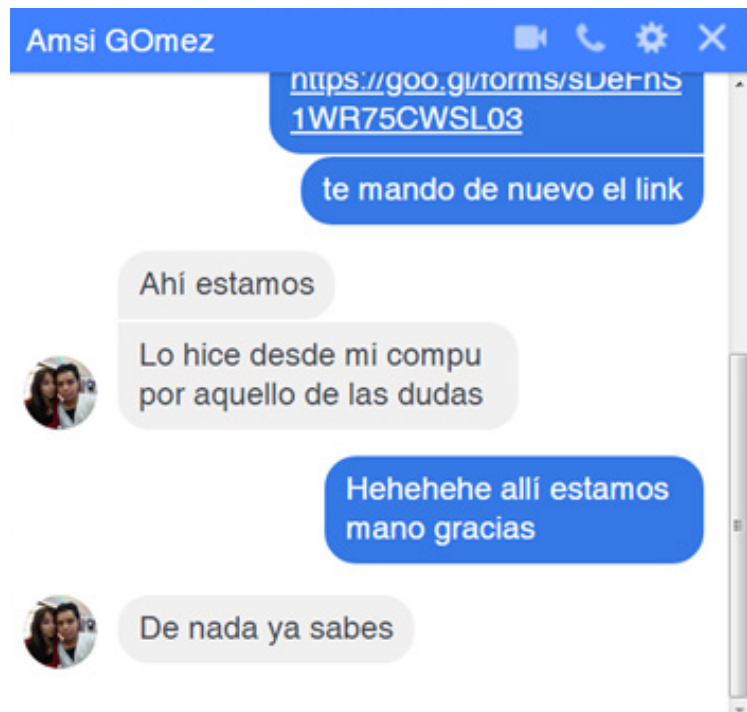 Amsi GOmez
https://goo.gl/forms/sDeFnS
1WR75CWSL03
te mando de nuevo el link
Ahí estamos
Lo hice desde mi compu
por aquello de las dudas
Hehehehe allí estamos
mano gracias
De nada ya sabes